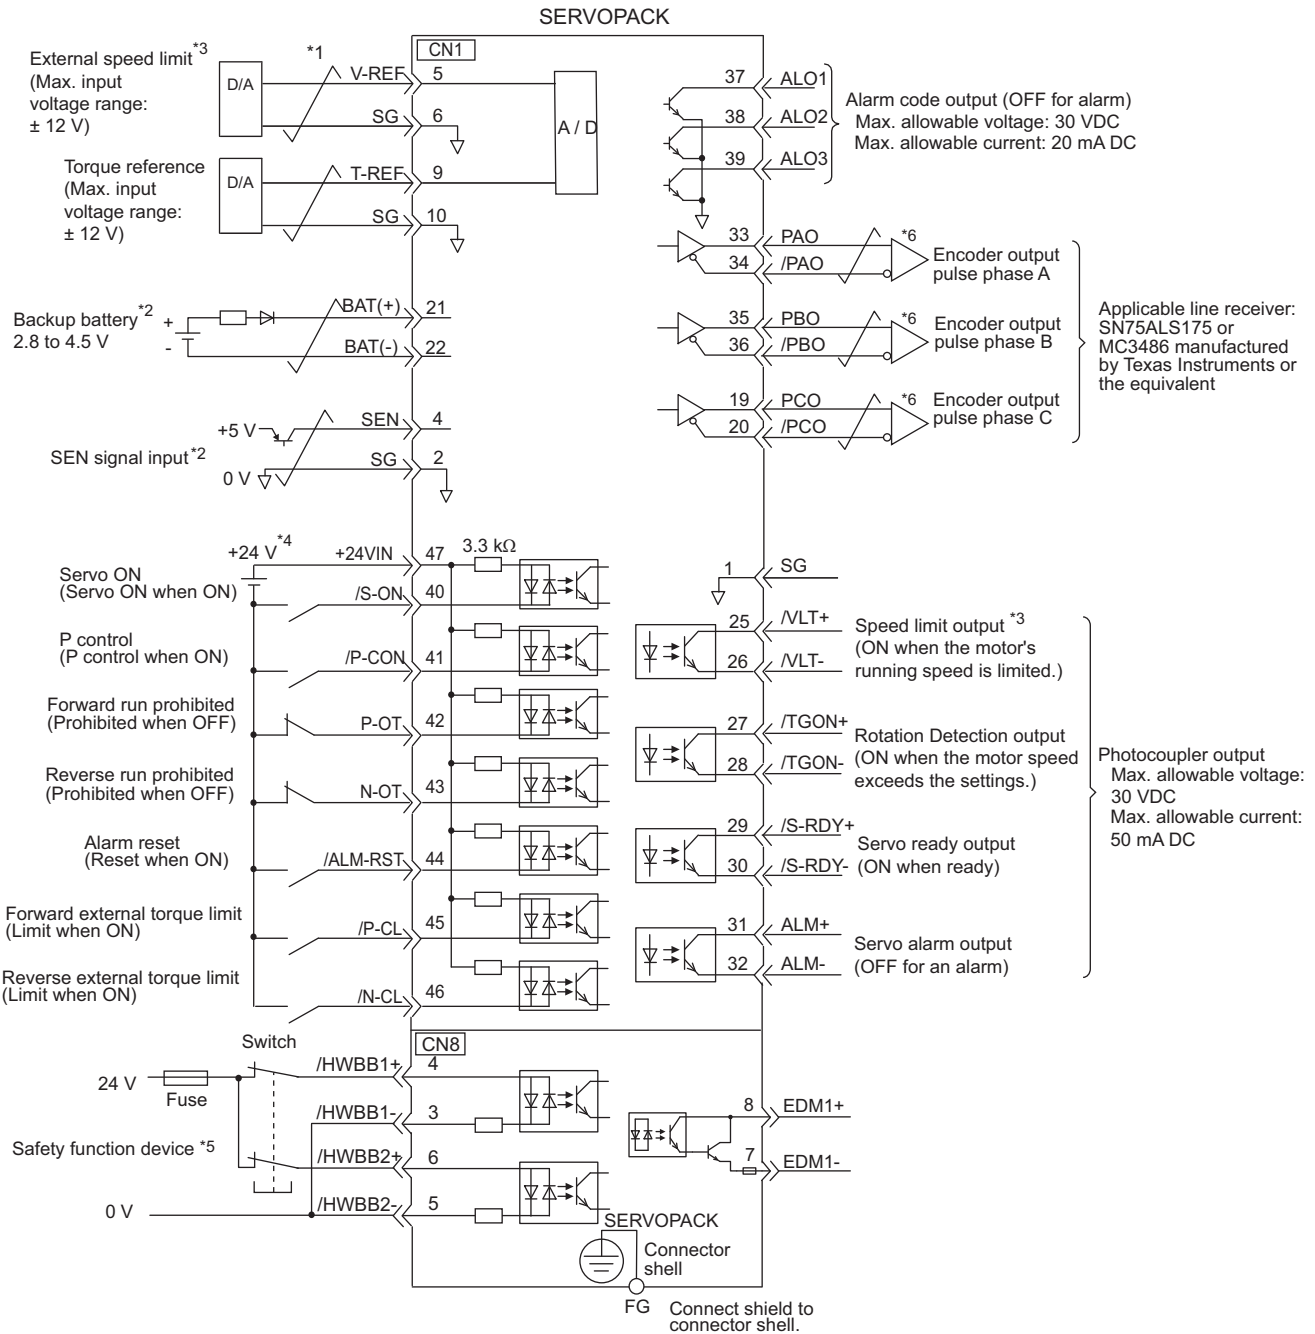 SERVOPACK
CN1
External speed limit*3
(Max. input
voltage range:
± 12 V)
D/A
*1
V-REF
5
SG
6
A / D
Torque reference
(Max. input
voltage range:
± 12 V)
D/A
T-REF
9
SG
10
Backup battery*2
2.8 to 4.5 V
+
-
BAT(+)
21
BAT(-)
22
SEN signal input*2
+5 V
0 V
SEN
4
SG
2
+24 V*4
+24VIN
47
3.3 kΩ
Servo ON
(Servo ON when ON)
/S-ON
40
P control
(P control when ON)
/P-CON
41
Forward run prohibited
(Prohibited when OFF)
P-OT
42
Reverse run prohibited
(Prohibited when OFF)
N-OT
43
Alarm reset
(Reset when ON)
/ALM-RST
44
Forward external torque limit
(Limit when ON)
/P-CL
45
Reverse external torque limit
(Limit when ON)
/N-CL
46
37
ALO1
38
ALO2
39
ALO3
Alarm code output (OFF for alarm)
Max. allowable voltage: 30 VDC
Max. allowable current: 20 mA DC
33
PAO
34
/PAO
*6
Encoder output
pulse phase A
35
PBO
36
/PBO
*6
Encoder output
pulse phase B
19
PCO
20
/PCO
*6
Encoder output
pulse phase C
Applicable line receiver:
SN75ALS175 or
MC3486 manufactured
by Texas Instruments or
the equivalent
1
SG
25
/VLT+
26
/VLT-
Speed limit output *3
(ON when the motor's
running speed is limited.)
27
/TGON+
28
/TGON-
Rotation Detection output
(ON when the motor speed
exceeds the settings.)
29
/S-RDY+
30
/S-RDY-
Servo ready output
(ON when ready)
31
ALM+
32
ALM-
Servo alarm output
(OFF for an alarm)
Photocoupler output
Max. allowable voltage:
30 VDC
Max. allowable current:
50 mA DC
CN8
Switch
24 V
Fuse
/HWBB1+
4
/HWBB1-
3
Safety function device *5
/HWBB2+
6
0 V
/HWBB2-
5
8
EDM1+
7
EDM1-
SERVOPACK
Connector
shell
FG
Connect shield to
connector shell.